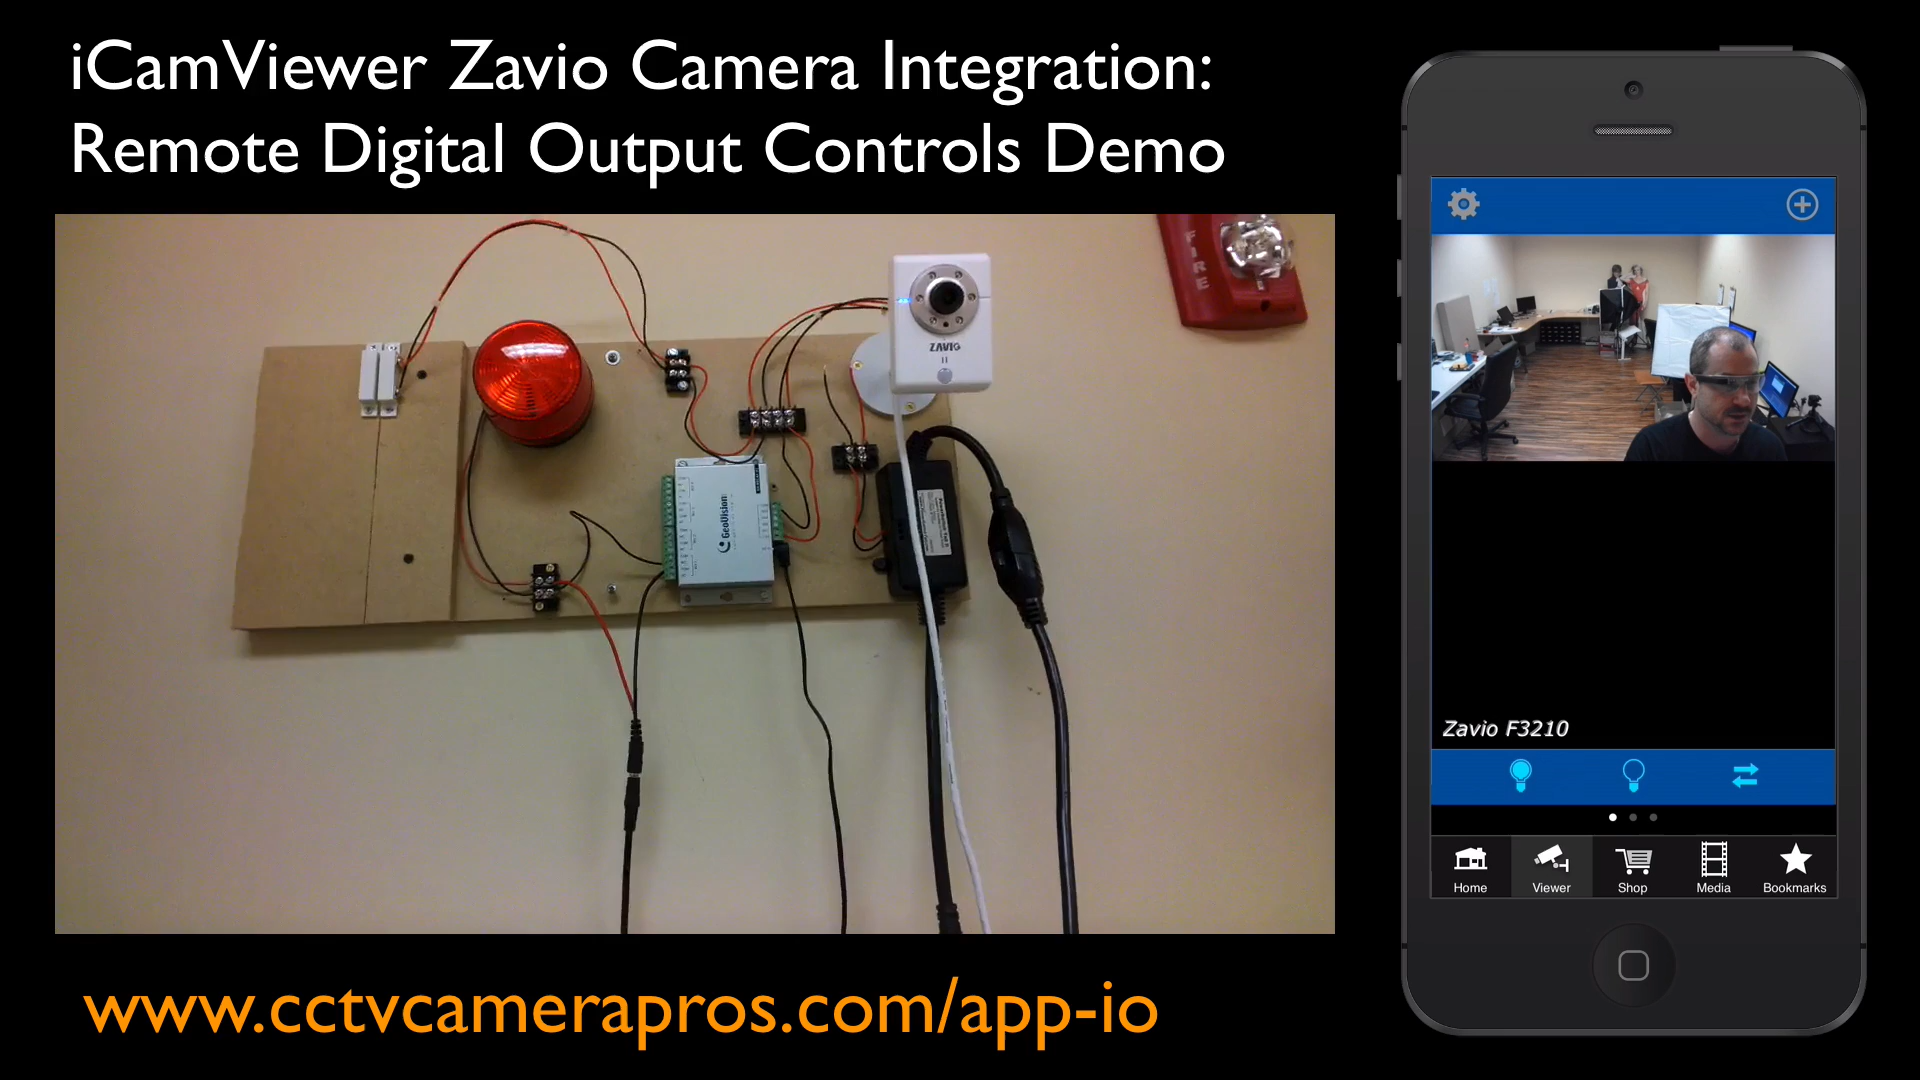 iCamViewer Zavio Camera Integration:
Remote Digital Output Controls Demo
FIRE
ZAVIO
GeoVision
Zavio F3210
Home
Viewer
Shop
Media
Bookmarks
www.cctvcamerapros.com/app-io